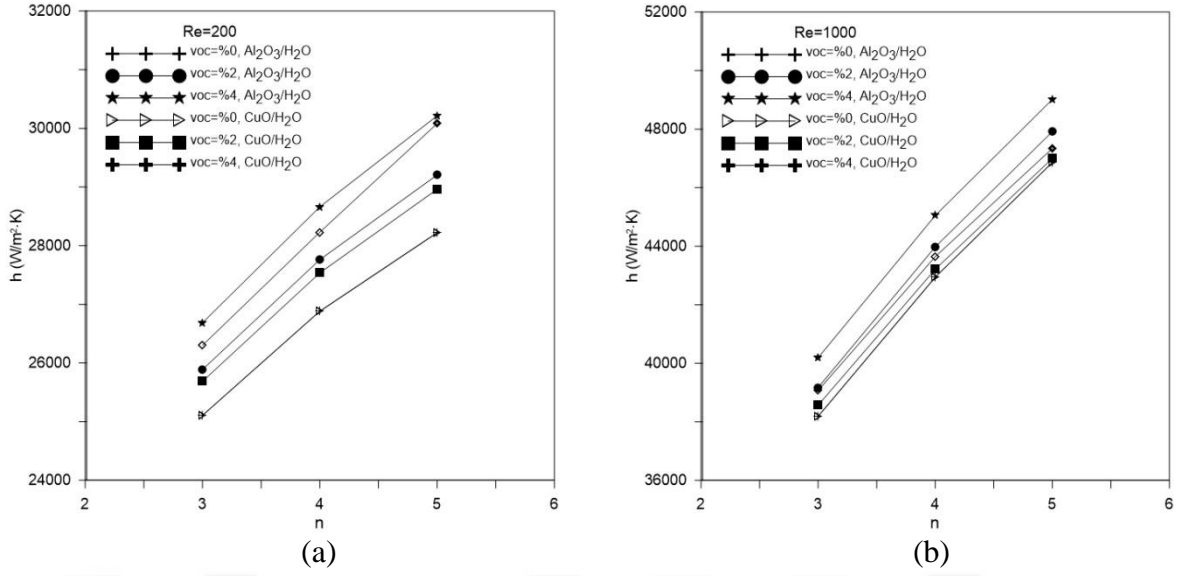 32000
Re=200
voc=%0, Al2O3/H2O
voc=%2, Al2O3/H2O
voc=%4, Al2O3/H2O
voc=%0, CuO/H2O
voc=%2, CuO/H2O
voc=%4, CuO/H2O
30000
28000
26000
24000
h (W/m²·K)
2 3 4 5 6
n
(a)
52000
Re=1000
voc=%0, Al2O3/H2O
voc=%2, Al2O3/H2O
voc=%4, Al2O3/H2O
voc=%0, CuO/H2O
voc=%2, CuO/H2O
voc=%4, CuO/H2O
48000
44000
40000
36000
h (W/m²·K)
2 3 4 5 6
n
(b)